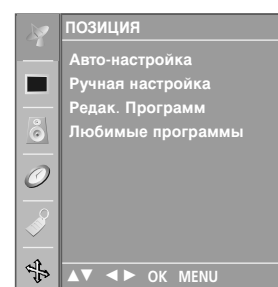 ПОЗИЦИЯ
Авто-настройка
Ручная настройка
Редак. Программ
Любимые программы
▲▼ ◄► OK MENU